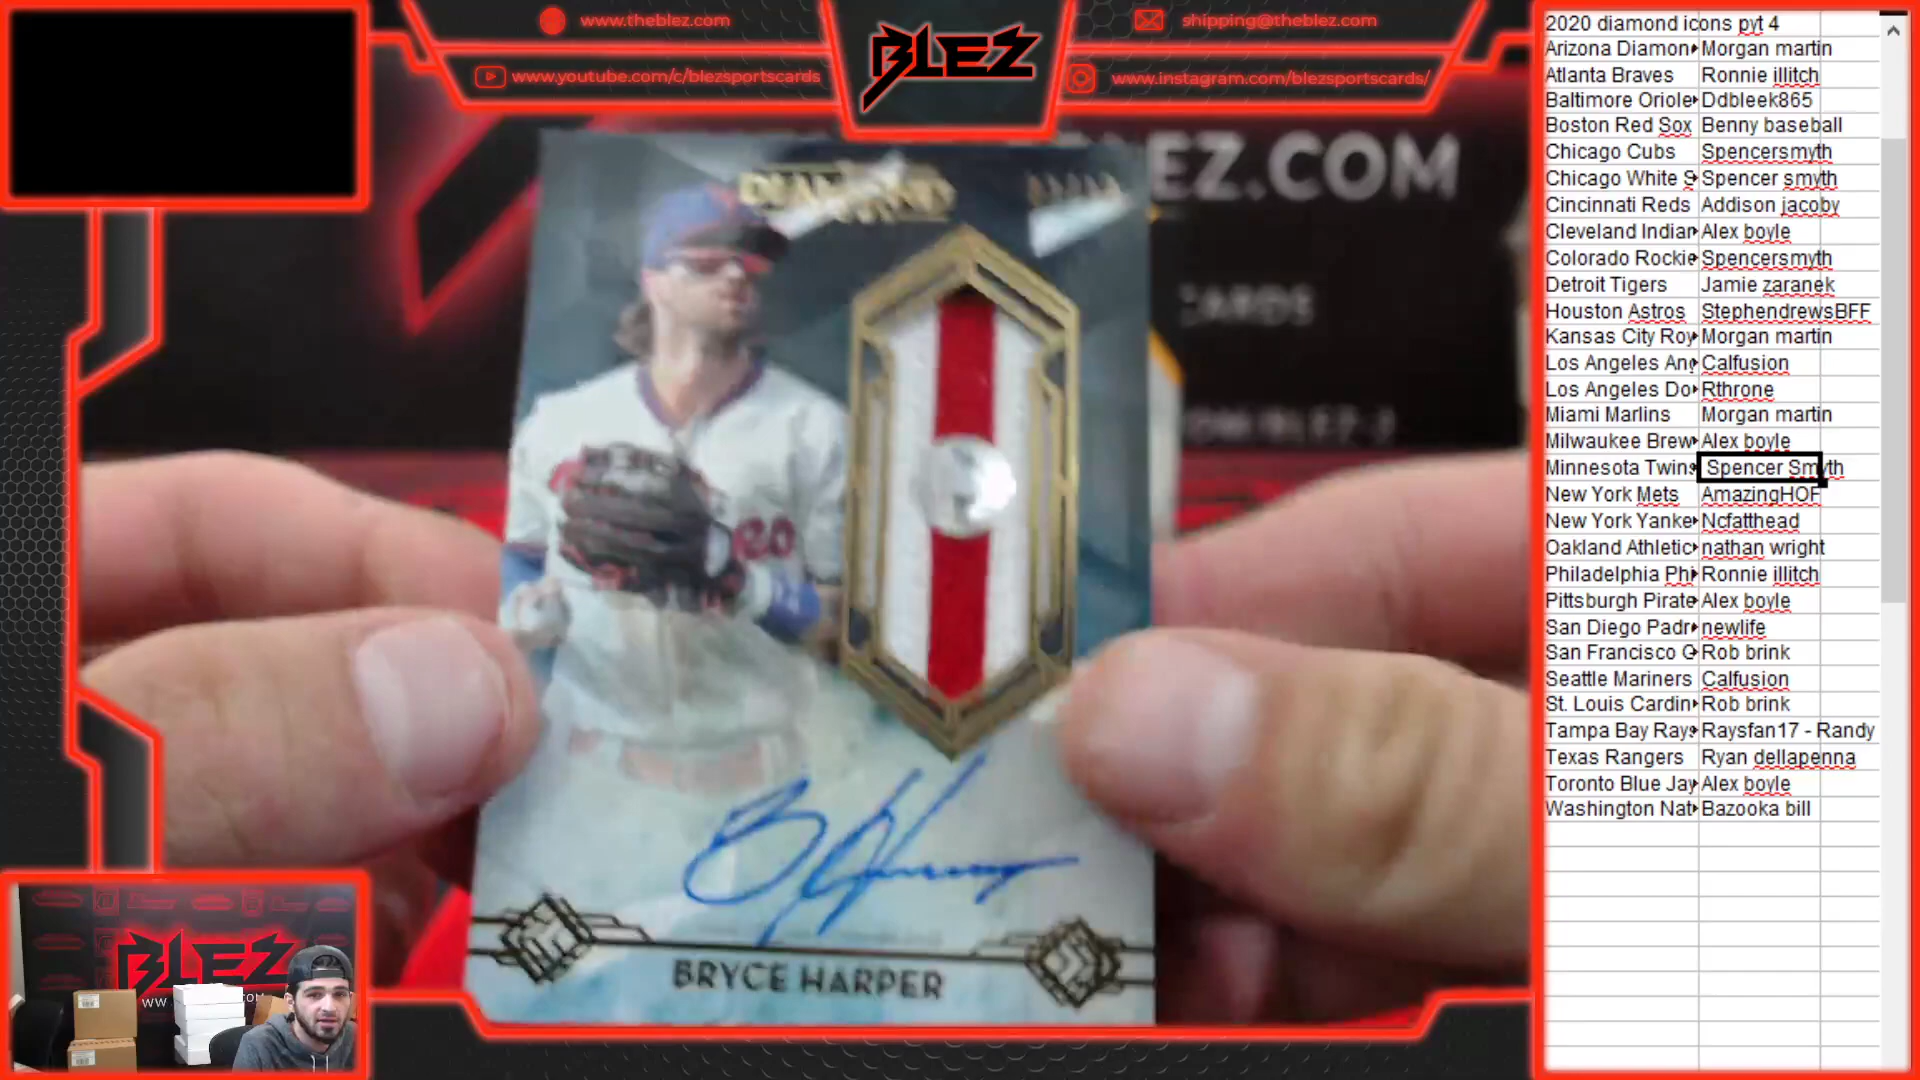 www.theblez.com
BLEZ
shipping@theblez.com
www.youtube.com/c/blezsportscards
www.instagram.com/blezsportscards/
EZ.COM
CARDS
DIAMOND
BRYCE HARPER
BLEZ
2020 diamond icons pyt 4
Arizona Diamon Morgan martin
Atlanta Braves Ronnie illitch
Baltimore Oriole Ddbleek865
Boston Red Sox Benny baseball
Chicago Cubs Spencersmyth
Chicago White S Spencer smyth
Cincinnati Reds Addison jacoby
Cleveland Indian Alex boyle
Colorado Rockie Spencersmyth
Detroit Tigers Jamie zaranek
Houston Astros StephendrewsBFF
Kansas City Roy Morgan martin
Los Angeles Ang Calfusion
Los Angeles Do Rthrone
Miami Marlins Morgan martin
Milwaukee Brew Alex boyle
Minnesota Twins Spencer Smyth
New York Mets AmazingHOF
New York Yanke Ncfatthead
Oakland Athletic nathan wright
Philadelphia Phi Ronnie illitch
Pittsburgh Pirate Alex boyle
San Diego Padr newlife
San Francisco G Rob brink
Seattle Mariners Calfusion
St. Louis Cardin Rob brink
Tampa Bay Rays Raysfan17 - Randy
Texas Rangers Ryan dellapenna
Toronto Blue Jay Alex boyle
Washington Nat Bazooka bill